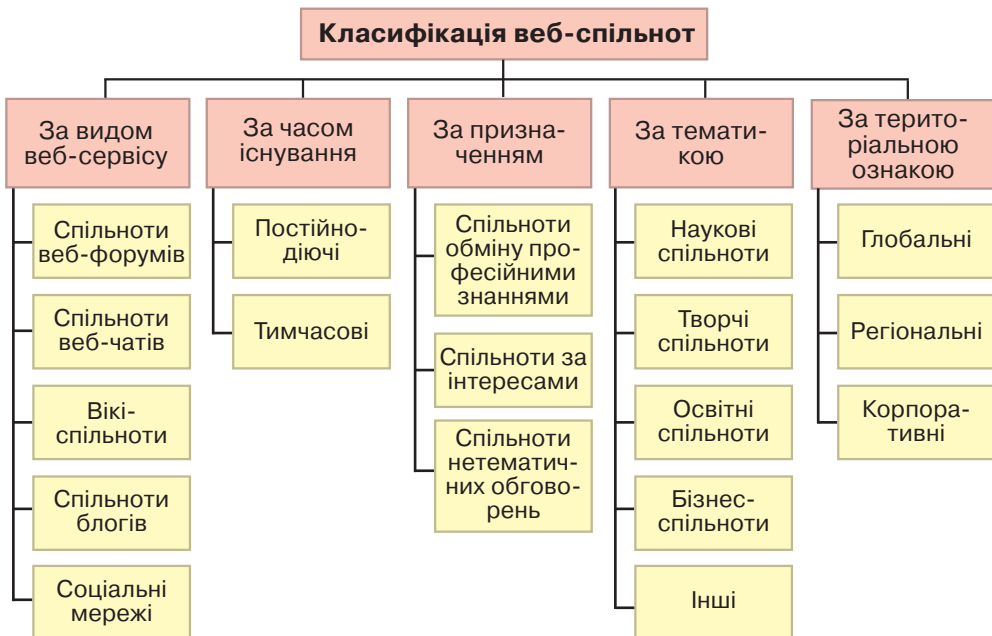 Класифікація веб-спільнот
За видом
веб-сервісу
Спільноти
веб-форумів
Спільноти
веб-чатів
Вікі-
спільноти
Спільноти
блогів
Соціальні
мережі
За часом
існування
Постійно-
діючі
Тимчасові
За призна-
ченням
Спільноти
обміну про-
фесійними
знаннями
Спільноти за
інтересами
Спільноти
нетематич-
них обгово-
рень
За темати-
кою
Наукові
спільноти
Творчі
спільноти
Освітні
спільноти
Бізнес-
спільноти
Інші
За терито-
ріальною
ознакою
Глобальні
Регіональні
Корпора-
тивні